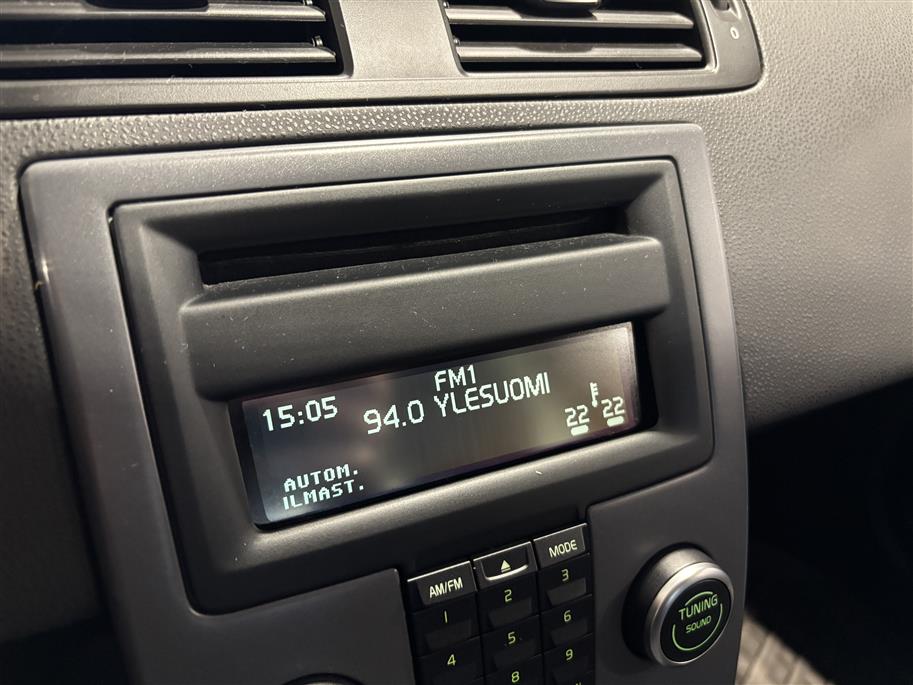 0
FM1
15:05 94.0 YLESUOMI
22 22
AUTOM.
ILMAST.
AM/FM MODE
1 2 3
4 5 6
8 9
TUNING
SOUND